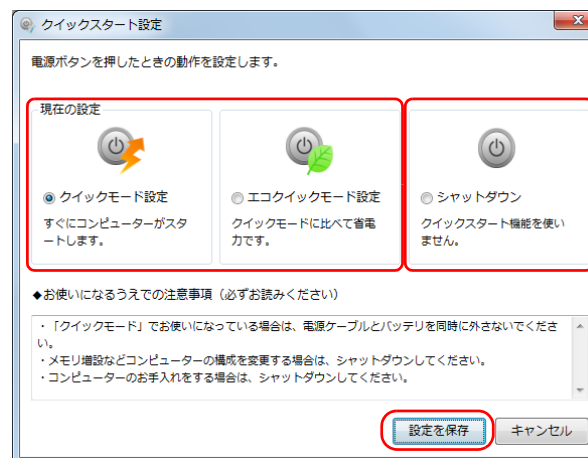 クイックスタート設定
電源ボタンを押したときの動作を設定します。
現在の設定
クイックモード設定
すぐにコンピューターがスタ
ートします。
エコクイックモード設定
クイックモードに比べて省電
力です。
シャットダウン
クイックスタート機能を使い
ません。
◆お使いになるうえでの注意事項（必ずお読みください）
・「クイックモード」でお使いになっている場合は、電源ケーブルとバッテリを同時に外さないでくださ
い。
・メモリ増設などコンピューターの構成を変更する場合は、シャットダウンしてください。
・コンピューターのお手入れをする場合は、シャットダウンしてください。
設定を保存
キャンセル